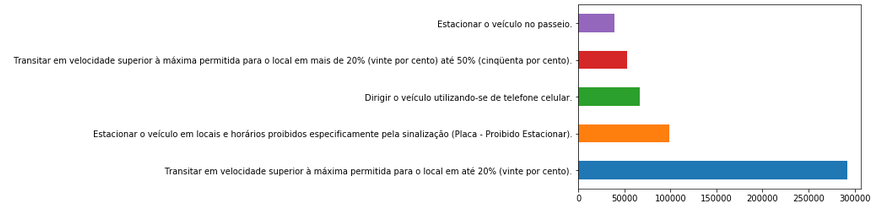 Estacionar o veículo no passeio.
Transitar em velocidade superior à máxima permitida para o local em mais de 20% (vinte por cento) até 50% (cinqüenta por cento).
Dirigir o veículo utilizando-se de telefone celular.
Estacionar o veículo em locais e horários proibidos especificamente pela sinalização (Placa - Proibido Estacionar).
Transitar em velocidade superior à máxima permitida para o local em até 20% (vinte por cento).
0 50000 100000 150000 200000 250000 300000